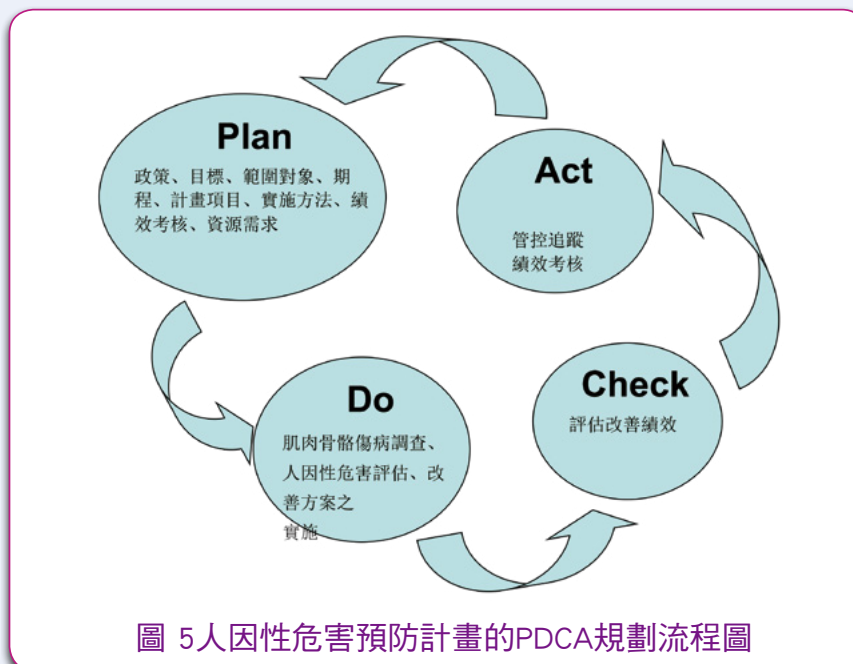 Plan
政策、目標、範圍對象、期
程、計畫項目、實施方法、績
效考核、資源需求
Act
管控追蹤
績效考核
Do
肌肉骨骼傷病調查、
人因性危害評估、改
善方案之
實施
Check
評估改善績效
圖 5人因性危害預防計畫的PDCA規劃流程圖